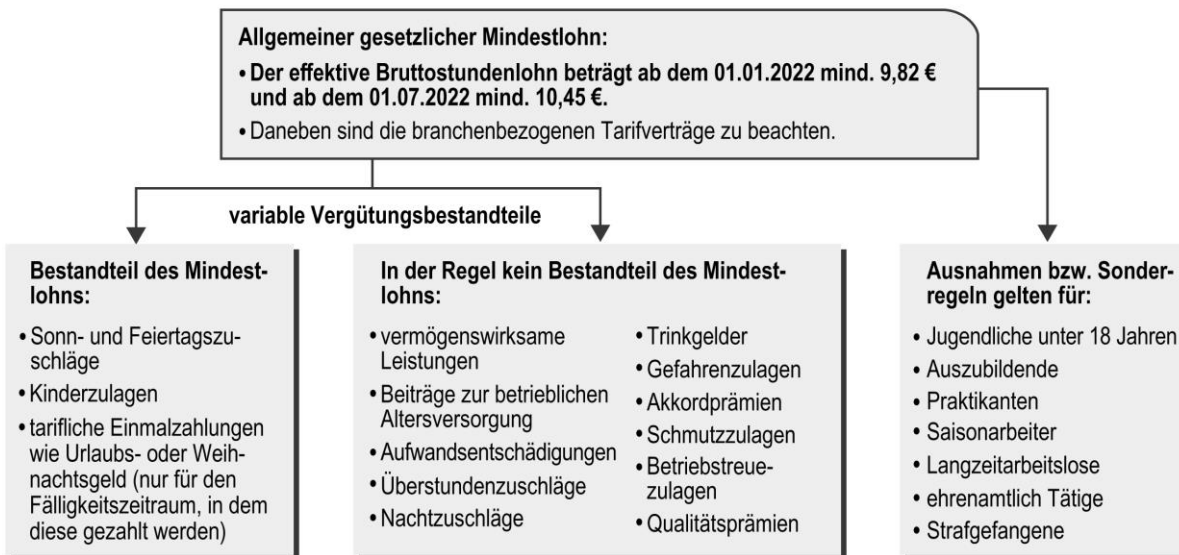 Allgemeiner gesetzlicher Mindestlohn:
• Der effektive Bruttostundenlohn beträgt ab dem 01.01.2022 mind. 9,82 €
und ab dem 01.07.2022 mind. 10,45 €.
• Daneben sind die branchenbezogenen Tarifverträge zu beachten.
variable Vergütungsbestandteile
Bestandteil des Mindest-
lohns:
• Sonn- und Feiertagszu-
schläge
• Kinderzulagen
• tarifliche Einmalzahlungen
wie Urlaubs- oder Weih-
nachtsgeld (nur für den
Fälligkeitszeitraum, in dem
diese gezahlt werden)
In der Regel kein Bestandteil des Mindest-
lohns:
• vermögenswirksame
Leistungen
• Beiträge zur betrieblichen
Altersversorgung
• Aufwandsentschädigungen
• Überstundenzuschläge
• Nachtzuschläge
• Trinkgelder
• Gefahrenzulagen
• Akkordprämien
• Schmutzzulagen
• Betriebstreue-
zulagen
• Qualitätsprämien
Ausnahmen bzw. Sonder-
regeln gelten für:
• Jugendliche unter 18 Jahren
• Auszubildende
• Praktikanten
• Saisonarbeiter
• Langzeitarbeitslose
• ehrenamtlich Tätige
• Strafgefangene